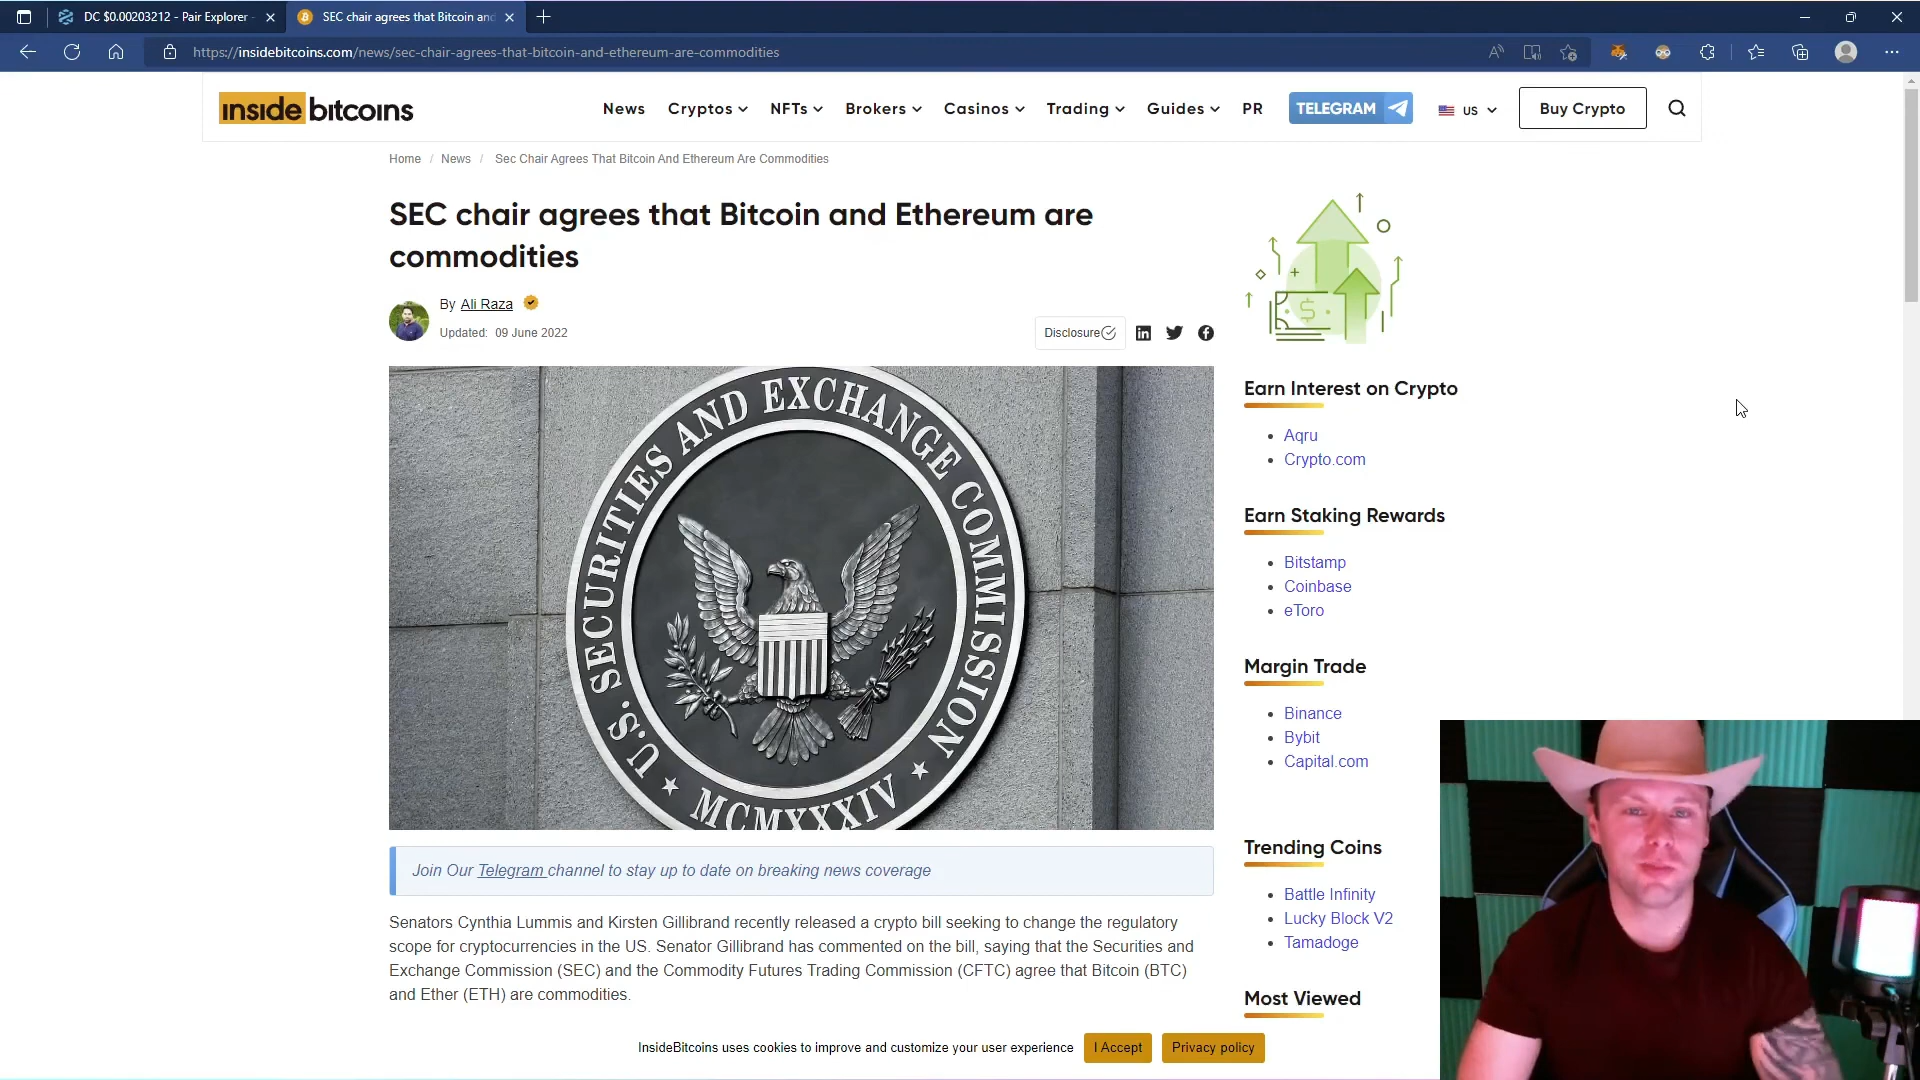 DC $0.00203212 - Pair Explorer -
SEC chair agrees that Bitcoin and
https://insidebitcoins.com/news/sec-chair-agrees-that-bitcoin-and-ethereum-are-commodities
inside bitcoins
News
Cryptos
NFTs
Brokers
Casinos
Trading
Guides
PR
TELEGRAM
US
Buy Crypto
Home / News / Sec Chair Agrees That Bitcoin And Ethereum Are Commodities
SEC chair agrees that Bitcoin and Ethereum are
commodities
By Ali Raza
Updated: 09 June 2022
Disclosure
U.S. SECURITIES AND EXCHANGE COMMISSION
MCMXXXIV
Join Our Telegram channel to stay up to date on breaking news coverage
Senators Cynthia Lummis and Kirsten Gillibrand recently released a crypto bill seeking to change the regulatory
scope for cryptocurrencies in the US. Senator Gillibrand has commented on the bill, saying that the Securities and
Exchange Commission (SEC) and the Commodity Futures Trading Commission (CFTC) agree that Bitcoin (BTC)
and Ether (ETH) are commodities.
Earn Interest on Crypto
Aqru
Crypto.com
Earn Staking Rewards
Bitstamp
Coinbase
eToro
Margin Trade
Binance
Bybit
Capital.com
Trending Coins
Battle Infinity
Lucky Block V2
Tamadoge
Most Viewed
InsideBitcoins uses cookies to improve and customize your user experience
I Accept
Privacy policy